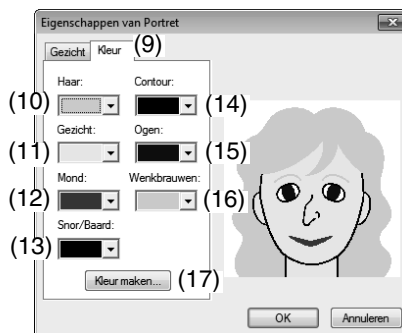 Eigenschappen van Portret
Gezicht Kleur (9)
Haar: Contour:
(10) (14)
Gezicht: Ogen:
(11) (15)
Mond: Wenkbrauwen:
(12) (16)
Snor/Baard:
(13)
Kleur maken... (17)
OK Annuleren